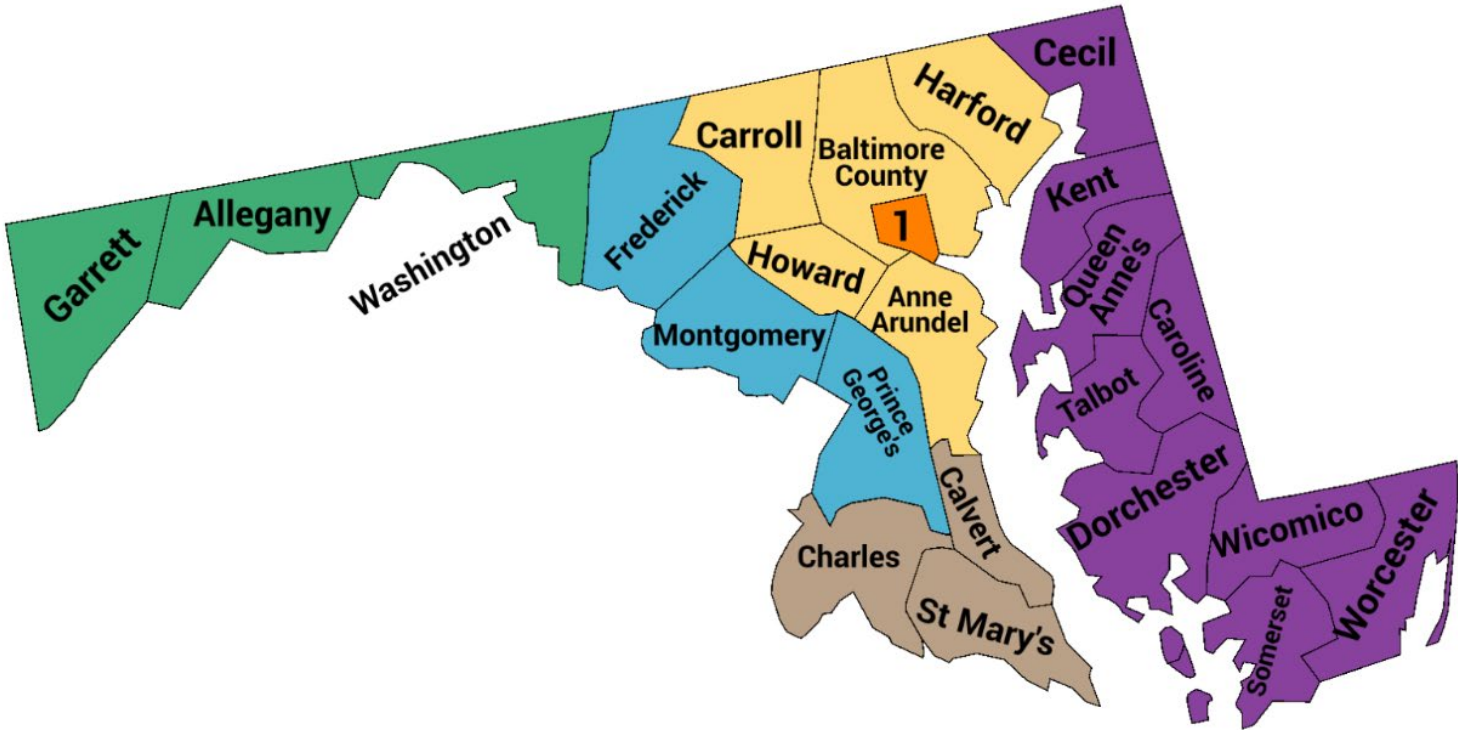 Cecil
Harford
Carroll
Baltimore
County
Kent
Allegany
Frederick
1
Queen
Anne's
Washington
Garrett
Howard
Anne
Arundel
Montgomery
Caroline
Prince
George's
Talbot
Dorchester
Calvert
Wicomico
Worcester
Charles
St Mary's
Somerset